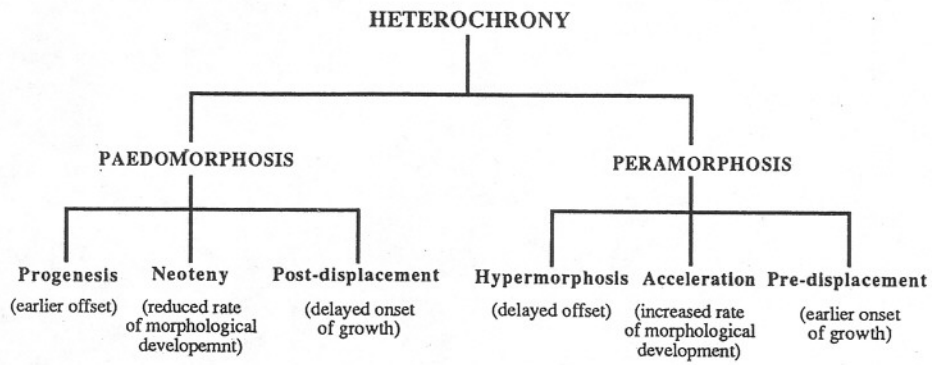 HETEROCHRONY
PAEDOMORPHOSIS
PERAMORPHOSIS
Progenesis
(earlier offset)
Neoteny
(reduced rate
of morphological
developemnt)
Post-displacement
(delayed onset
of growth)
Hypermorphosis
(delayed offset)
Acceleration
(increased rate
of morphological
development)
Pre-displacement
(earlier onset
of growth)